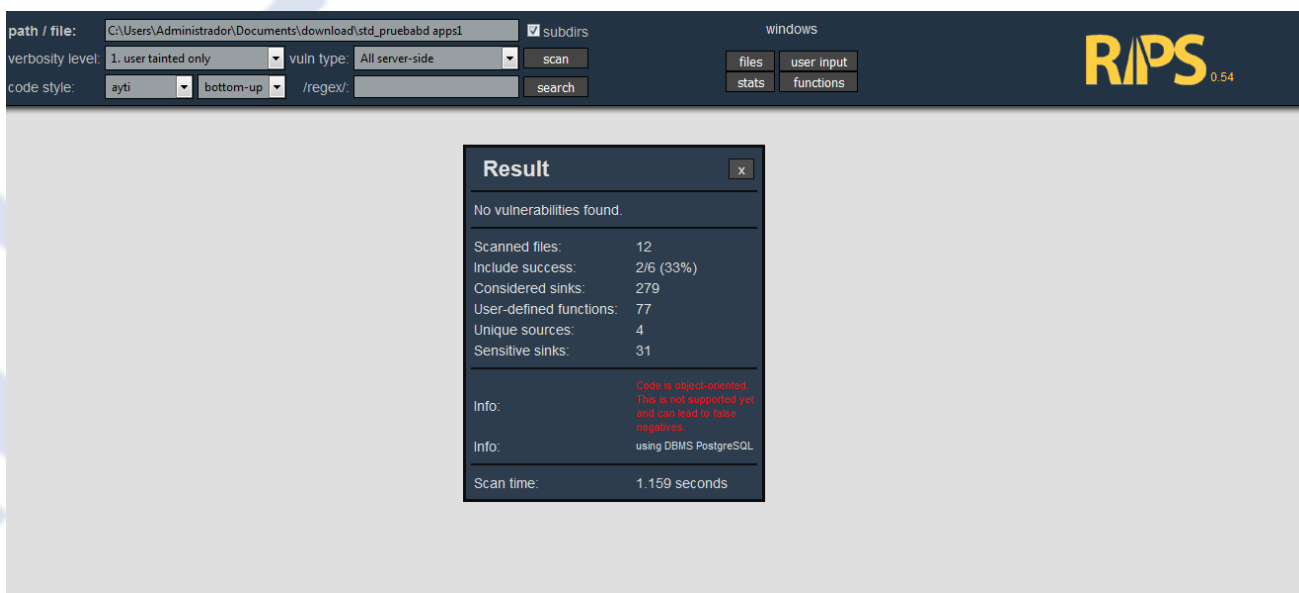 path / file: C:\Users\Administrador\Documents\download\std_pruebabd apps1 subdirs
verbosity level: 1. user tainted only vuln type: All server-side scan
code style: ayti bottom-up /regex/: search
windows
files user input
stats functions
RIPS 0.54
Result x
No vulnerabilities found.
Scanned files: 12
Include success: 2/6 (33%)
Considered sinks: 279
User-defined functions: 77
Unique sources: 4
Sensitive sinks: 31
Info: Code is object-oriented.
This is not supported yet
and can lead to false
negatives.
Info: using DBMS PostgreSQL
Scan time: 1.159 seconds